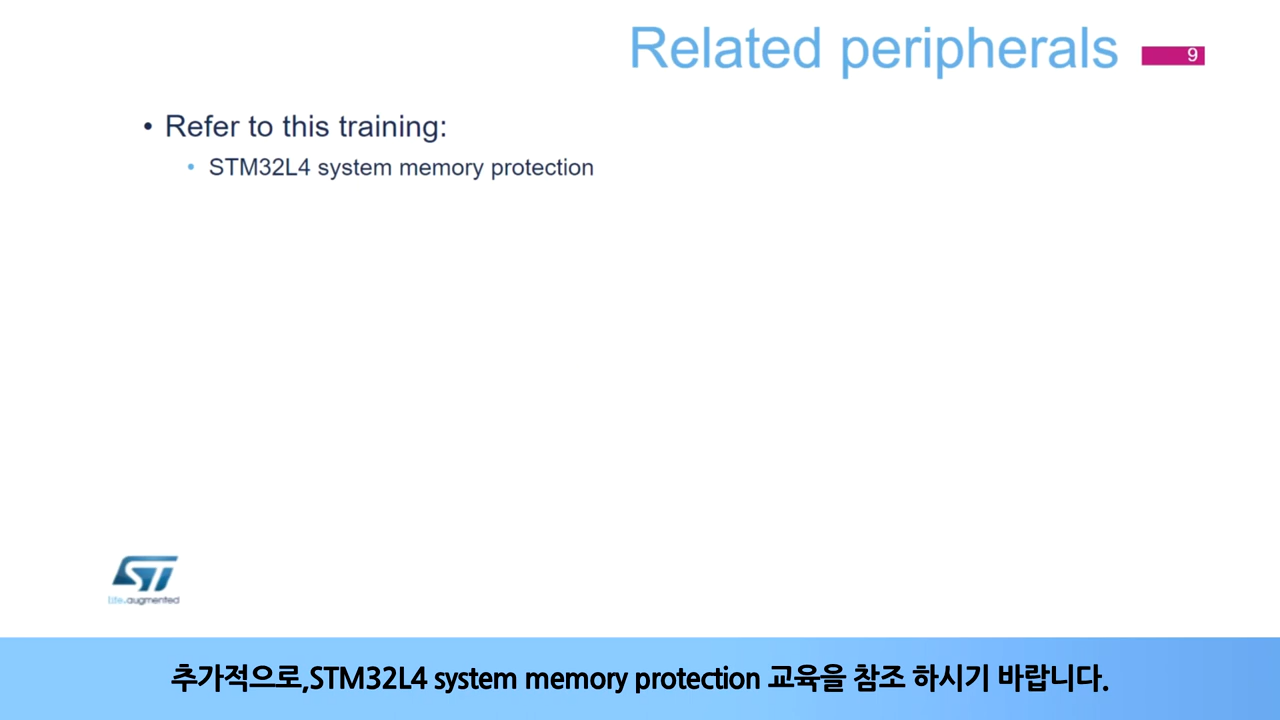 Related peripherals
9
• Refer to this training:
• STM32L4 system memory protection
ST
life.augmented
추가적으로,STM32L4 system memory protection 교육을 참조 하시기 바랍니다.